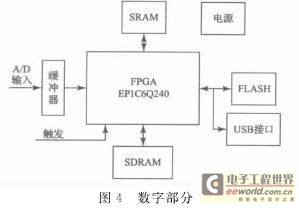 SRAM
电源
A/D
输入
缓冲器
FPGA
EP1C6Q240
FLASH
USB接口
触发
SDRAM
电子工程世界
eeworld.com.cn
图4 数字部分